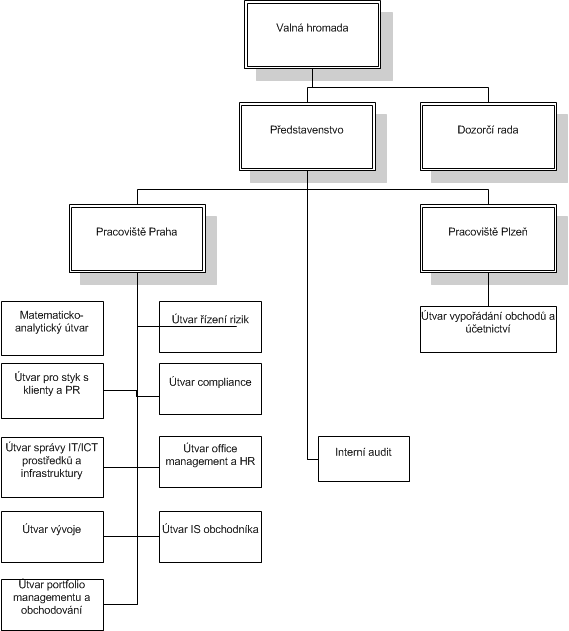 Valná hromada
Představenstvo
Dozorčí rada
Pracoviště Praha
Pracoviště Plzeň
Matematicko-
analytický útvar
Útvar řízení rizik
Útvar vypořádání obchodů a
účetnictví
Útvar pro styk s
klienty a PR
Útvar compliance
Útvar správy IT/ICT
prostředků a
infrastruktury
Útvar office
management a HR
Interní audit
Útvar vývoje
Útvar IS obchodníka
Útvar portfolio
managementu a
obchodování